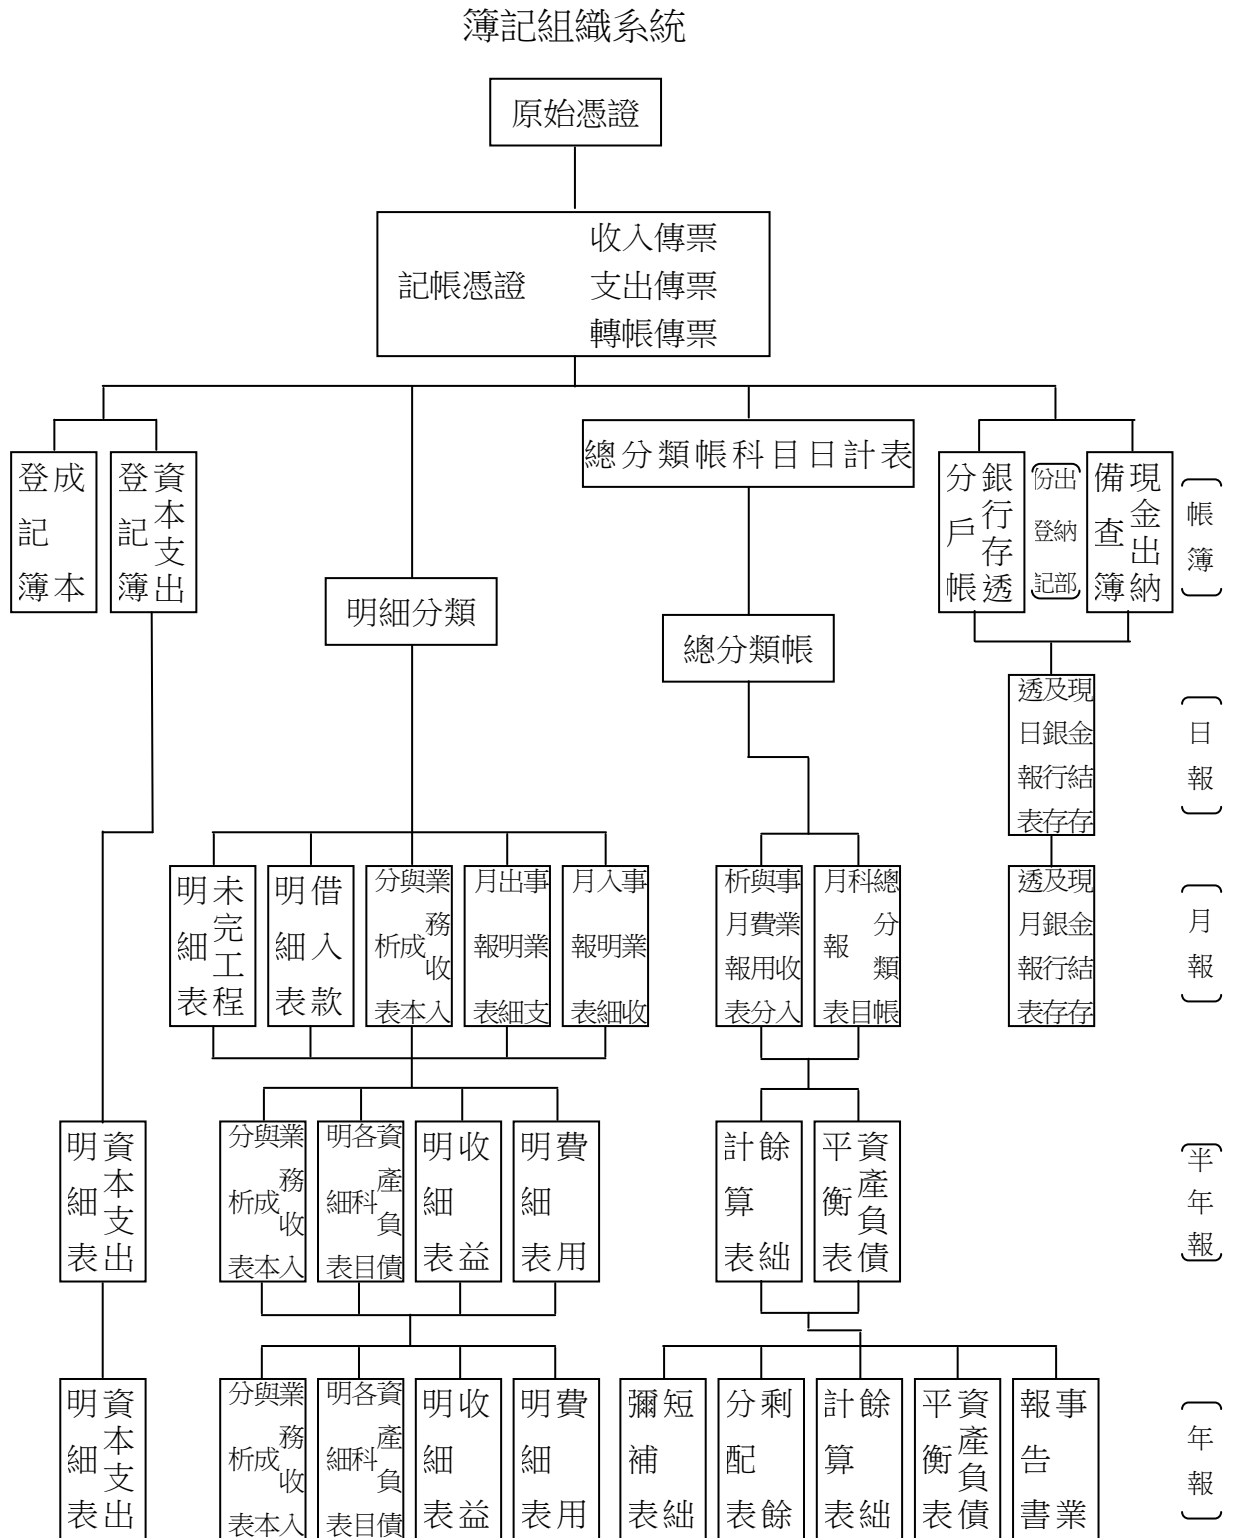 簿記組織系統
原始憑證
記帳憑證
收入傳票
支出傳票
轉帳傳票
成本
登記簿
資本支出
登記簿
明細分類
總分類帳科目日計表
總分類帳
銀行存透
分戶帳
出納部
份登記
現金出納
備查簿
帳簿
現金結存
及銀行存
透日報表
日報
未完工程
明細表
借入款
明細表
業務收入
與成本
分析表
事業支
出明細
月報表
事業收
入明細
月報表
事業收入
與費用分
析月報表
總分類帳
科目
月報表
現金結存
及銀行存
透月報表
月報
資本支出
明細表
業務收入
與成本
分析表
資產負債
各科目
明細表
收益
明細表
費用
明細表
餘絀
計算表
資產負債
平衡表
半年報
資本支出
明細表
業務收入
與成本
分析表
資產負債
各科目
明細表
收益
明細表
費用
明細表
短絀
彌補表
剩餘
分配表
餘絀
計算表
資產負債
平衡表
事業
報告書
年報